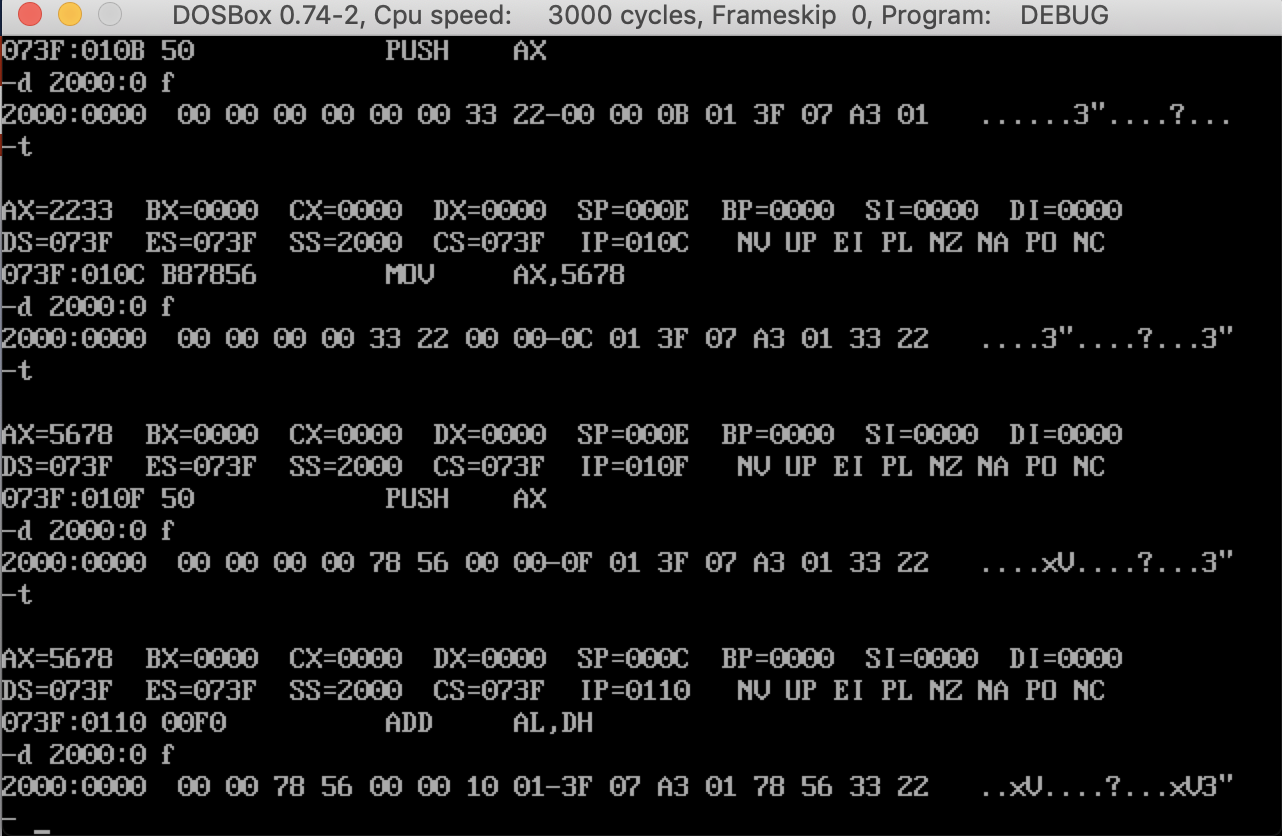 DOSBox 0.74-2, Cpu speed:    3000 cycles, Frameskip  0, Program:    DEBUG
073F:010B 50            PUSH    AX
-d 2000:0 f
2000:0000  00 00 00 00 00 00 33 22-00 00 0B 01 3F 07 A3 01   ......3"....?...
-t
AX=2233  BX=0000  CX=0000  DX=0000  SP=000E  BP=0000  SI=0000  DI=0000
DS=073F  ES=073F  SS=2000  CS=073F  IP=010C   NV UP EI PL NZ NA PO NC
073F:010C B87856        MOV     AX,5678
-d 2000:0 f
2000:0000  00 00 00 00 33 22 00 00-0C 01 3F 07 A3 01 33 22   ....3"....?...3"
-t
AX=5678  BX=0000  CX=0000  DX=0000  SP=000E  BP=0000  SI=0000  DI=0000
DS=073F  ES=073F  SS=2000  CS=073F  IP=010F   NV UP EI PL NZ NA PO NC
073F:010F 50            PUSH    AX
-d 2000:0 f
2000:0000  00 00 00 00 78 56 00 00-0F 01 3F 07 A3 01 33 22   ....xV....?...3"
-t
AX=5678  BX=0000  CX=0000  DX=0000  SP=000C  BP=0000  SI=0000  DI=0000
DS=073F  ES=073F  SS=2000  CS=073F  IP=0110   NV UP EI PL NZ NA PO NC
073F:0110 00F0          ADD     AL,DH
-d 2000:0 f
2000:0000  00 00 78 56 00 00 10 01-3F 07 A3 01 78 56 33 22   ..xV....?...xV3"
- _